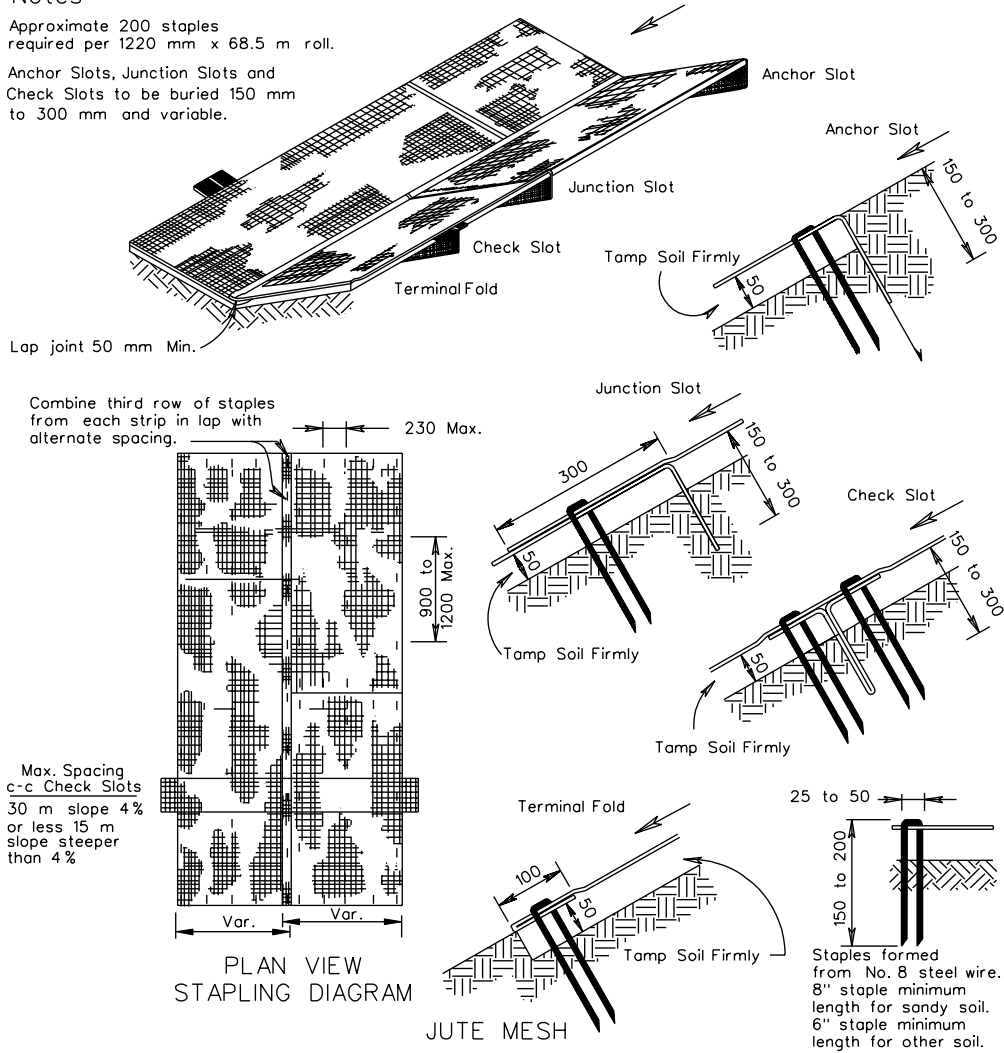 Notes
Approximate 200 staples
required per 1220 mm x 68.5 m roll.
Anchor Slots, Junction Slots and
Check Slots to be buried 150 mm
to 300 mm and variable.
Anchor Slot
Junction Slot
Check Slot
Terminal Fold
Lap joint 50 mm Min.
Anchor Slot
150 to 300
Tamp Soil Firmly
50
Combine third row of staples
from each strip in lap with
alternate spacing.
230 Max.
900 to
1200 Max.
Max. Spacing
c-c Check Slots
30 m slope 4%
or less 15 m
slope steeper
than 4%
Var.
Var.
PLAN VIEW
STAPLING DIAGRAM
Junction Slot
300
150 to 300
50
Tamp Soil Firmly
Check Slot
150 to 300
50
Tamp Soil Firmly
Terminal Fold
100
50
Tamp Soil Firmly
JUTE MESH
25 to 50
150 to 200
Staples formed
from No. 8 steel wire.
8" staple minimum
length for sandy soil.
6" staple minimum
length for other soil.